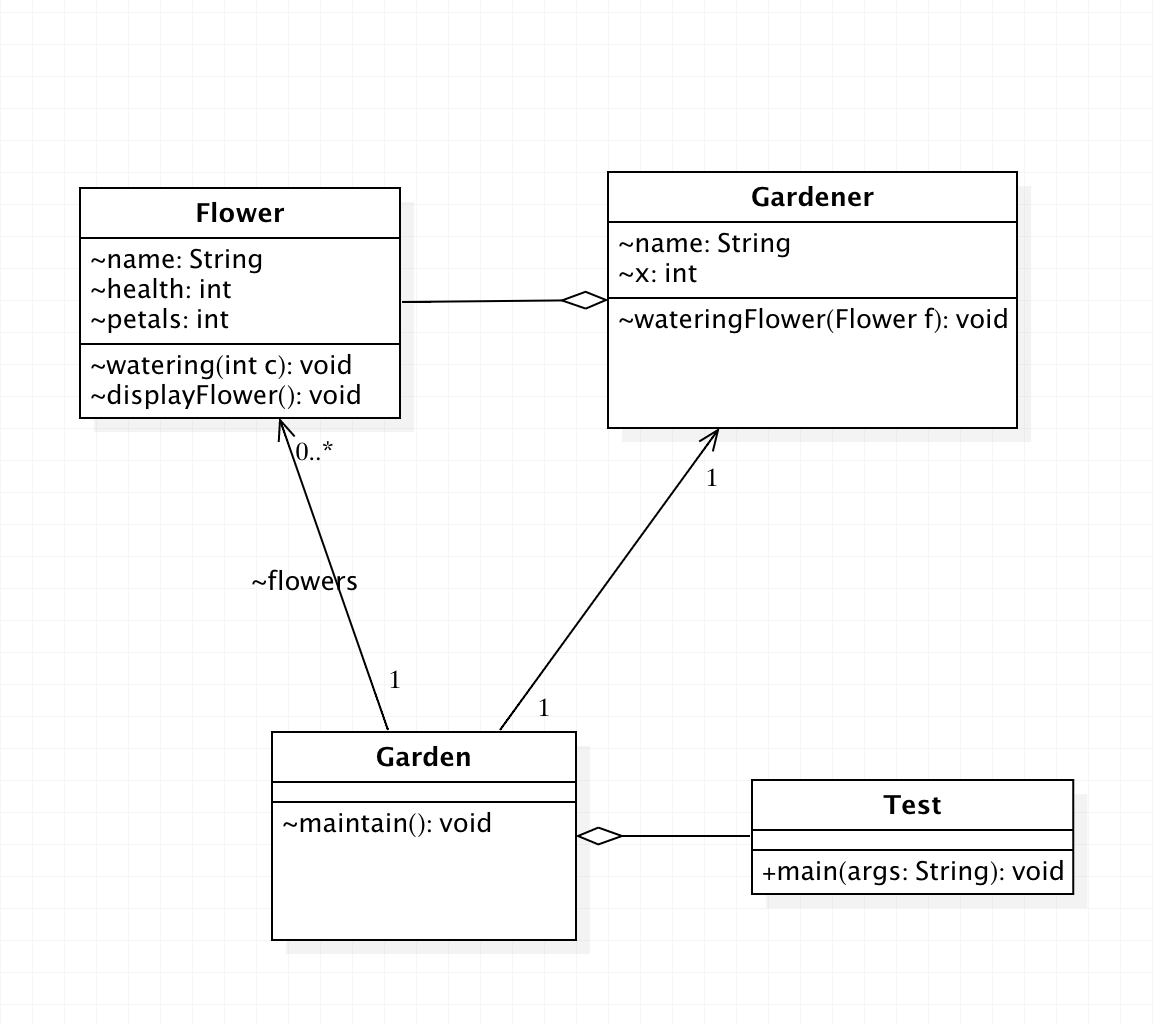 Flower
~name: String
~health: int
~petals: int
~watering(int c): void
~displayFlower(): void
Gardener
~name: String
~x: int
~wateringFlower(Flower f): void
0..*
1
~flowers
1
1
Garden
~maintain(): void
Test
+main(args: String): void